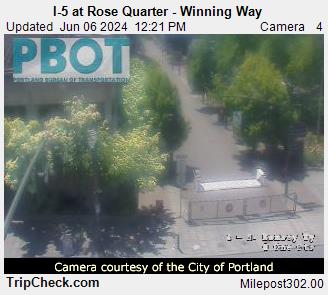 I-5 at Rose Quarter - Winning Way
Updated Jun 06 2024 12:21 PM Camera 4
PBOT
PORTLAND BUREAU OF TRANSPORTATION
Camera courtesy of the City of Portland
TripCheck.com Milepost302.00